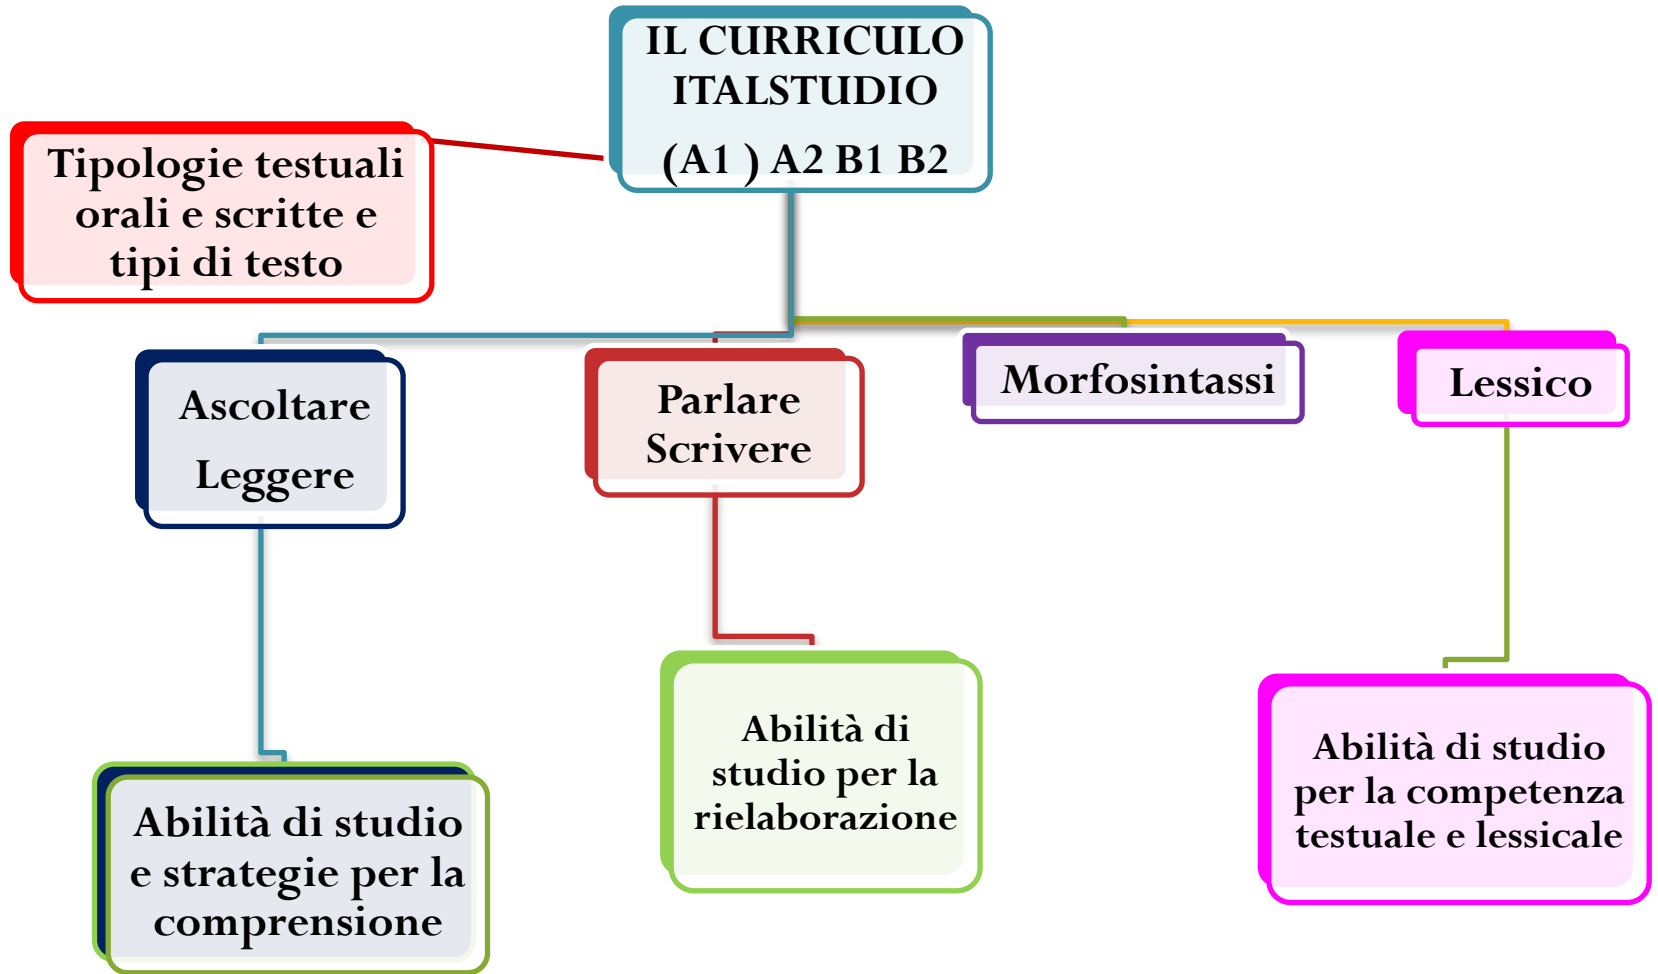 IL CURRICULO
ITALSTUDIO
(A1 ) A2 B1 B2
Tipologie testuali
orali e scritte e
tipi di testo
Ascoltare
Leggere
Parlare
Scrivere
Morfosintassi
Lessico
Abilità di studio
e strategie per la
comprensione
Abilità di
studio per la
rielaborazione
Abilità di studio
per la competenza
testuale e lessicale